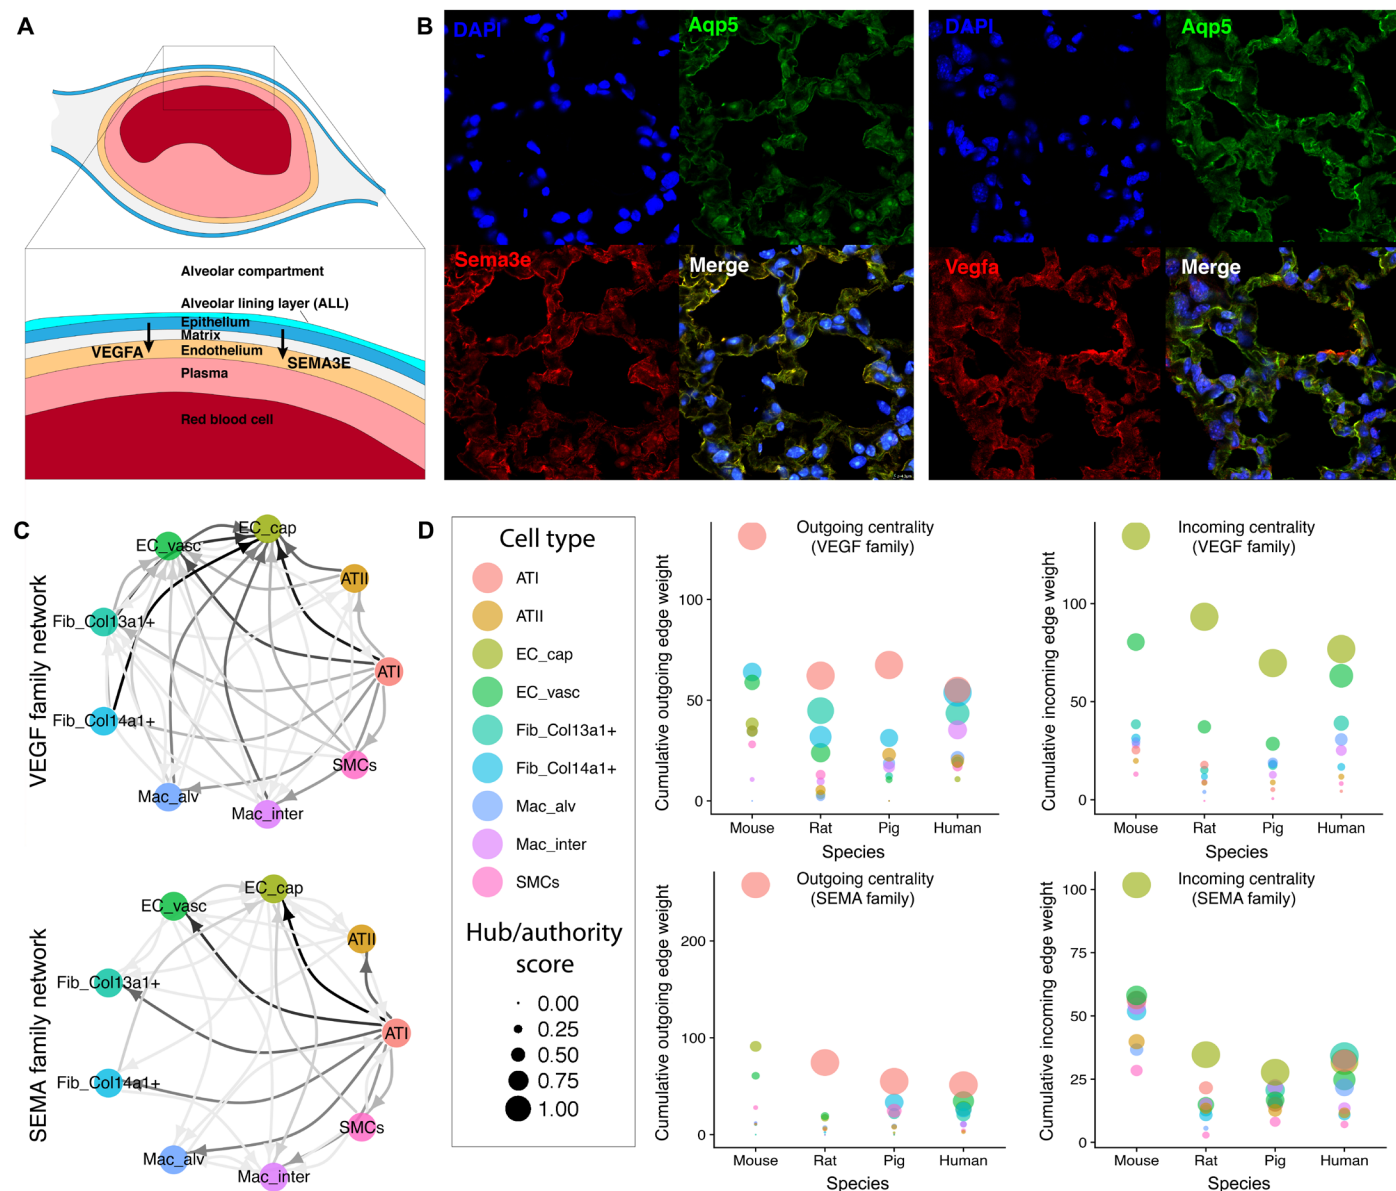 A
Alveolar compartment
Alveolar lining layer (ALL)
Epithelium
Matrix
VEGFA
Endothelium
SEMA3E
Plasma
Red blood cell
B
DAPI
Aqp5
Sema3e
Merge
DAPI
Aqp5
Vegfa
Merge
C
VEGF family network
EC_cap
EC_vasc
ATII
Fib_Col13a1+
ATI
Fib_Col14a1+
SMCs
Mac_alv
Mac_inter
SEMA family network
EC_cap
EC_vasc
ATII
Fib_Col13a1+
ATI
Fib_Col14a1+
SMCs
Mac_alv
Mac_inter
D
Cell type
ATI
ATII
EC_cap
EC_vasc
Fib_Col13a1+
Fib_Col14a1+
Mac_alv
Mac_inter
SMCs
Hub/authority
score
0.00
0.25
0.50
0.75
1.00
Outgoing centrality
(VEGF family)
Cumulative outgoing edge weight
100
50
0
Mouse
Rat
Pig
Human
Species
Incoming centrality
(VEGF family)
Cumulative incoming edge weight
100
50
0
Mouse
Rat
Pig
Human
Species
Outgoing centrality
(SEMA family)
Cumulative outgoing edge weight
200
100
0
Mouse
Rat
Pig
Human
Species
Incoming centrality
(SEMA family)
Cumulative incoming edge weight
100
75
50
25
0
Mouse
Rat
Pig
Human
Species